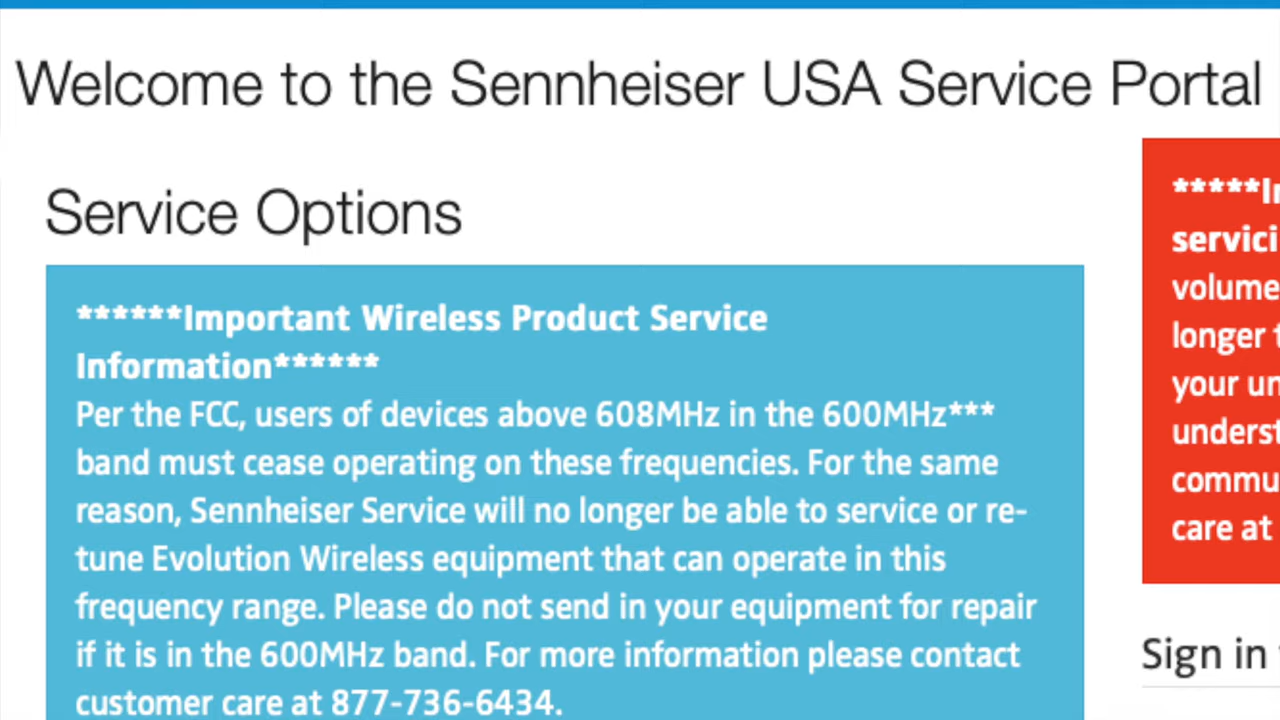 Welcome to the Sennheiser USA Service Portal
Service Options
******Important Wireless Product Service
Information******
Per the FCC, users of devices above 608MHz in the 600MHz***
band must cease operating on these frequencies. For the same
reason, Sennheiser Service will no longer be able to service or re-
tune Evolution Wireless equipment that can operate in this
frequency range. Please do not send in your equipment for repair
if it is in the 600MHz band. For more information please contact
customer care at 877-736-6434.
*****I
servici
volume
longer
your un
underst
commu
care at
Sign in